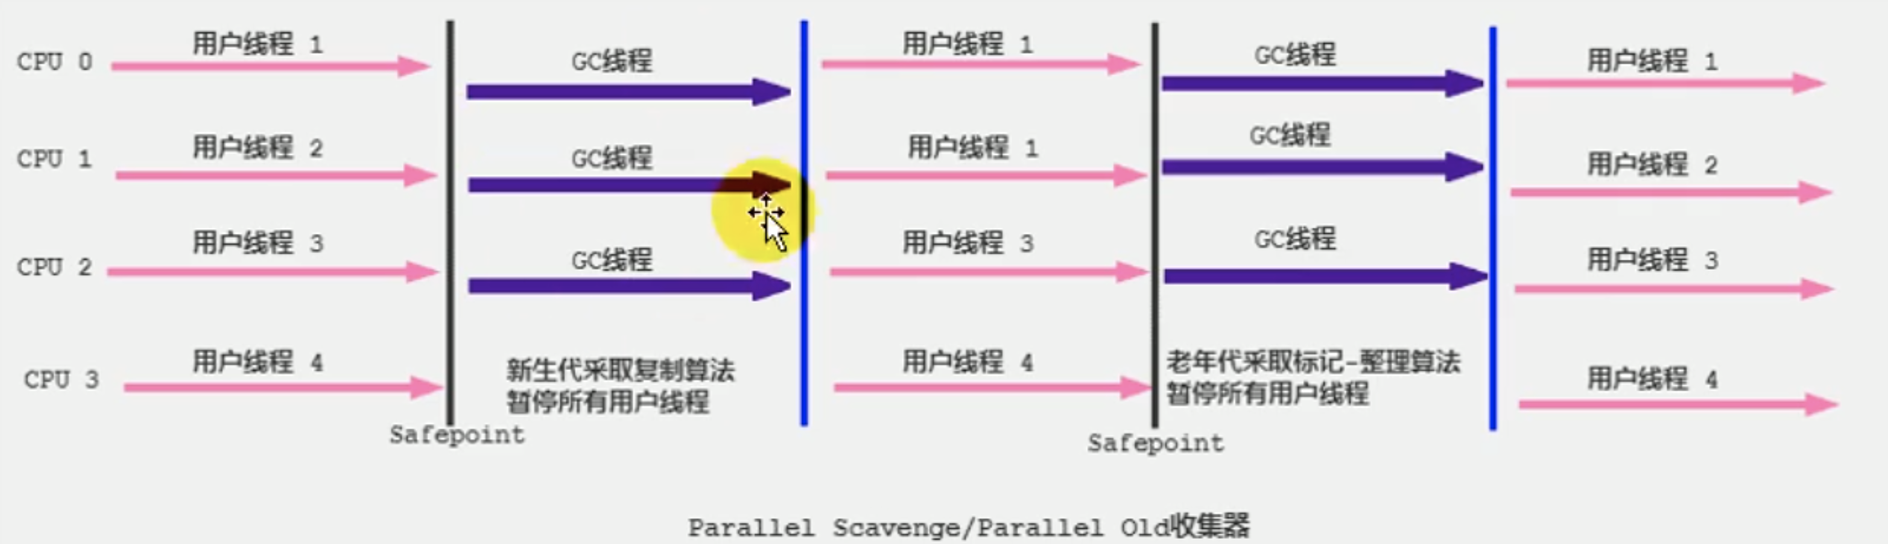 用户线程 1
GC线程
用户线程 1
GC线程
用户线程 1
CPU 0
用户线程 2
GC线程
用户线程 1
GC线程
用户线程 2
CPU 1
用户线程 3
GC线程
用户线程 3
GC线程
用户线程 3
CPU 2
用户线程 4
新生代采取复制算法
暂停所有用户线程
用户线程 4
老年代采取标记-整理算法
暂停所有用户线程
用户线程 4
CPU 3
Safepoint
Safepoint
Parallel Scavenge/Parallel Old收集器